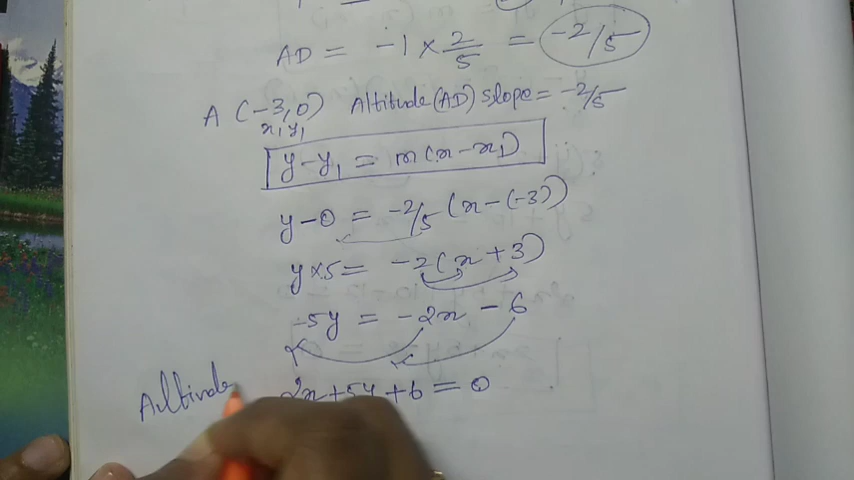 AD = -1 × 2/5 = -2/5
A (-3,0) Altitude(AD) slope = -2/5
x₁ y₁
y-y₁ = m(x-x₁)
y-0 = -2/5 (x-(-3))
y×5 = -2(x+3)
-5y = -2x - 6
Altitude 2x+5y+6=0